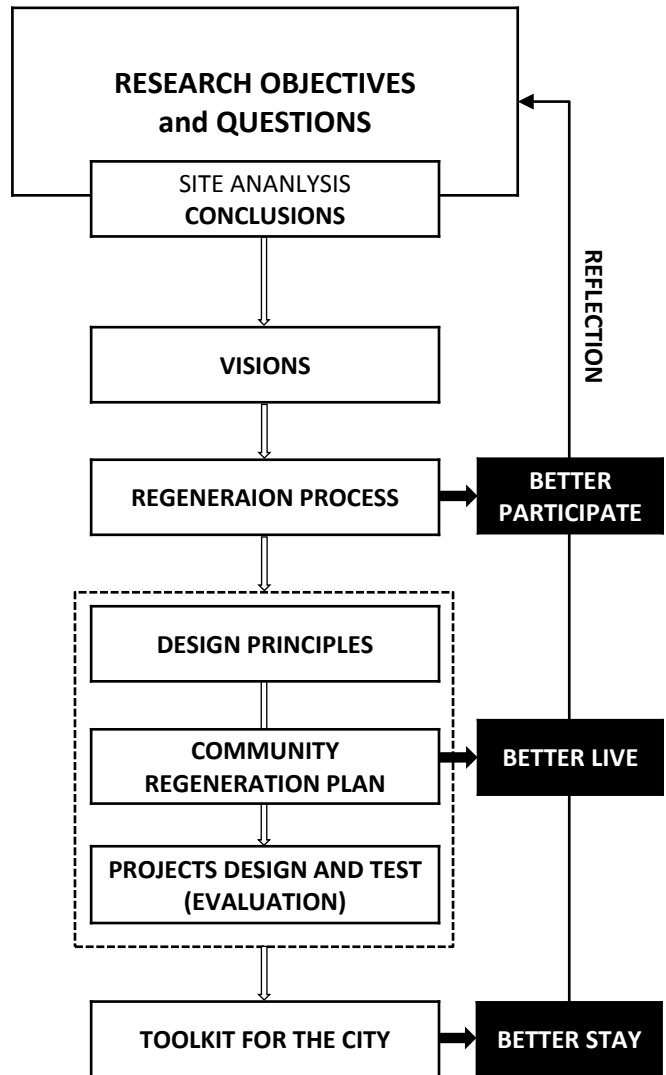 RESEARCH OBJECTIVES
and QUESTIONS
SITE ANANLYSIS
CONCLUSIONS
REFLECTION
VISIONS
REGENERAION PROCESS
BETTER
PARTICIPATE
DESIGN PRINCIPLES
COMMUNITY
REGENERATION PLAN
BETTER LIVE
PROJECTS DESIGN AND TEST
(EVALUATION)
TOOLKIT FOR THE CITY
BETTER STAY